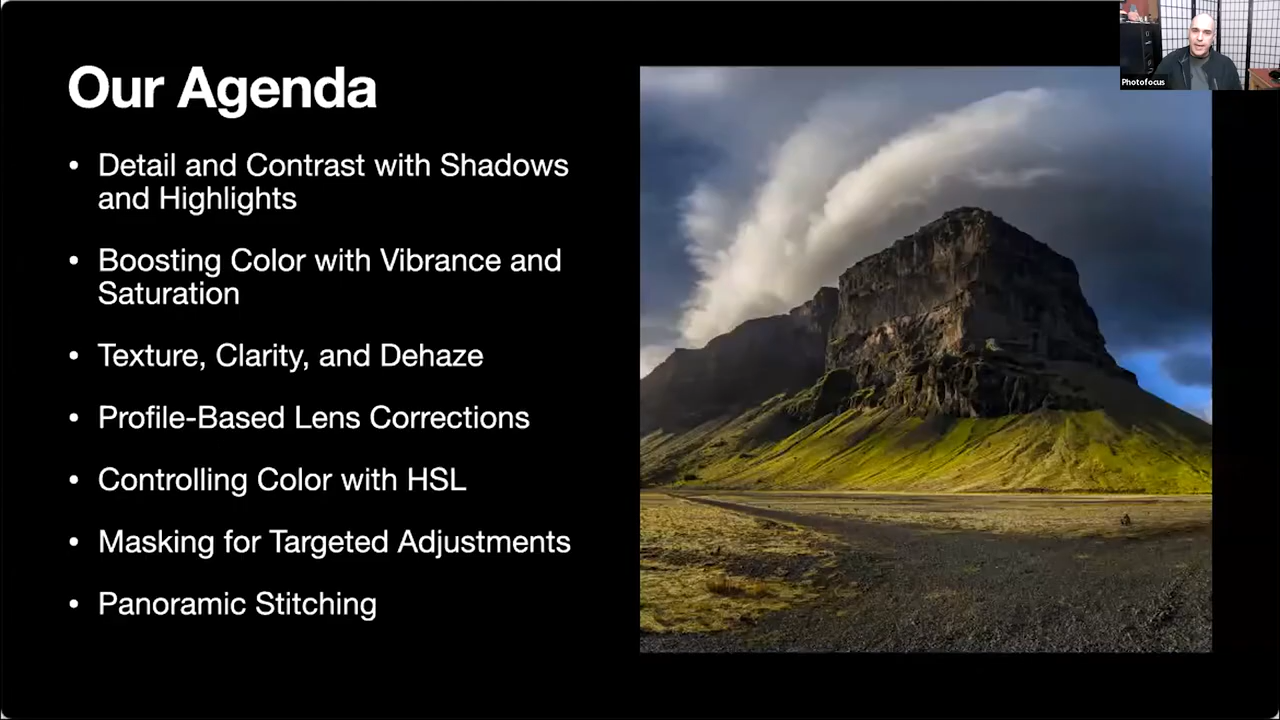 Our Agenda
• Detail and Contrast with Shadows
and Highlights
• Boosting Color with Vibrance and
Saturation
• Texture, Clarity, and Dehaze
• Profile-Based Lens Corrections
• Controlling Color with HSL
• Masking for Targeted Adjustments
• Panoramic Stitching
Photofocus